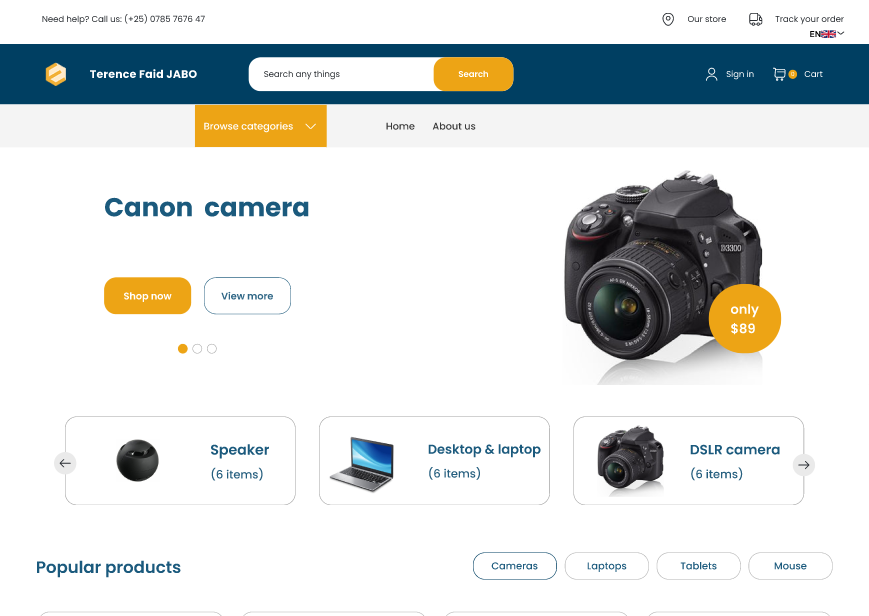 Need help? Call us: (+25) 0785 7676 47
Our store
Track your order
EN
Terence Faid JABO
Search any things
Search
Sign in
0
Cart
Browse categories
Home
About us
Canon camera
D3300
only
$89
Shop now
View more
Speaker
(6 items)
Desktop & laptop
(6 items)
DSLR camera
(6 items)
Popular products
Cameras
Laptops
Tablets
Mouse